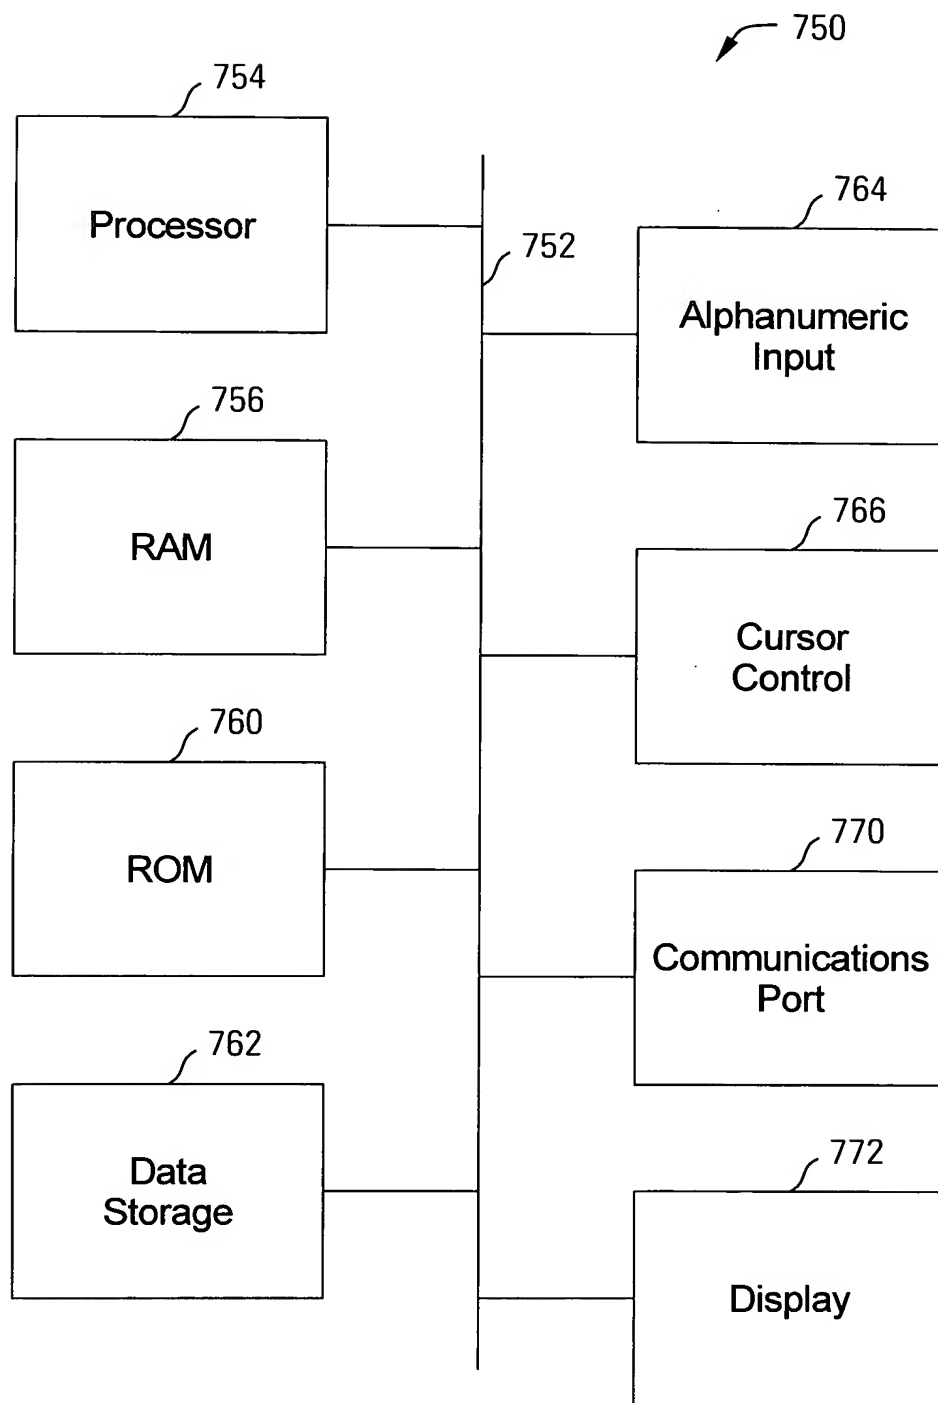 750
754
Processor
752
764
Alphanumeric
Input
756
RAM
766
Cursor
Control
760
ROM
770
Communications
Port
762
Data
Storage
772
Display